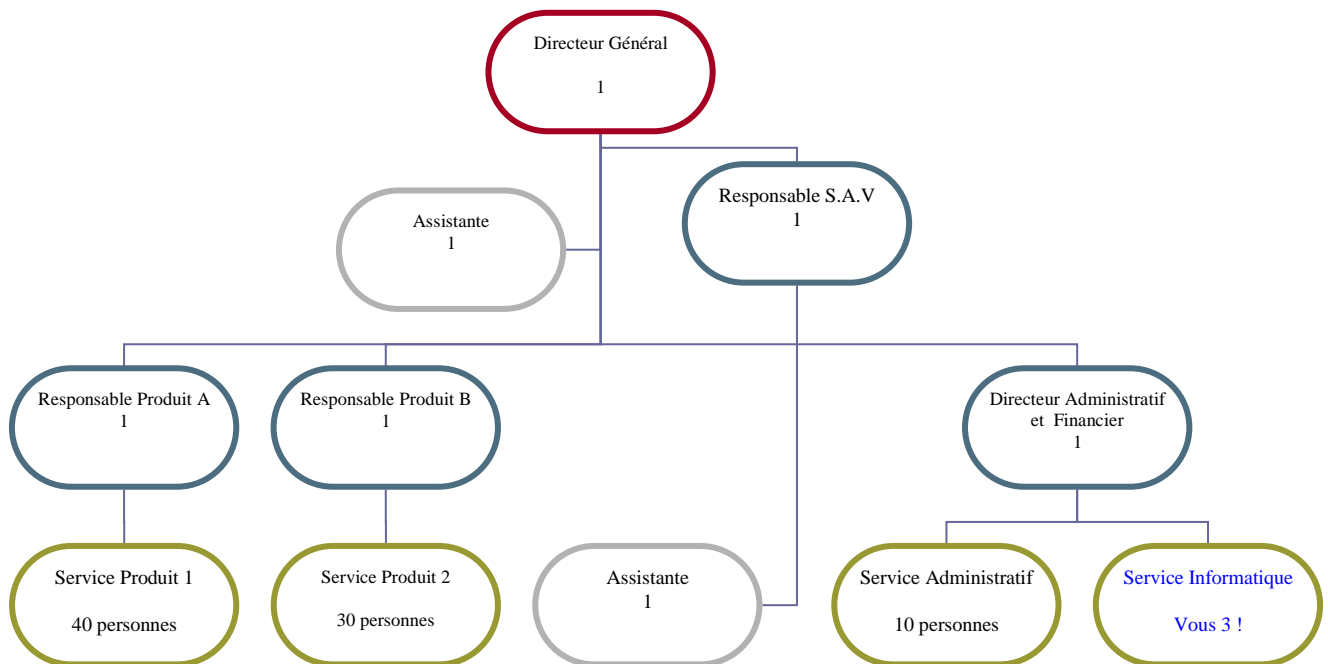 Directeur Général
1
Responsable S.A.V
1
Assistante
1
Responsable Produit A
1
Responsable Produit B
1
Directeur Administratif
et Financier
1
Service Produit 1
40 personnes
Service Produit 2
30 personnes
Assistante
1
Service Administratif
10 personnes
Service Informatique
Vous 3 !